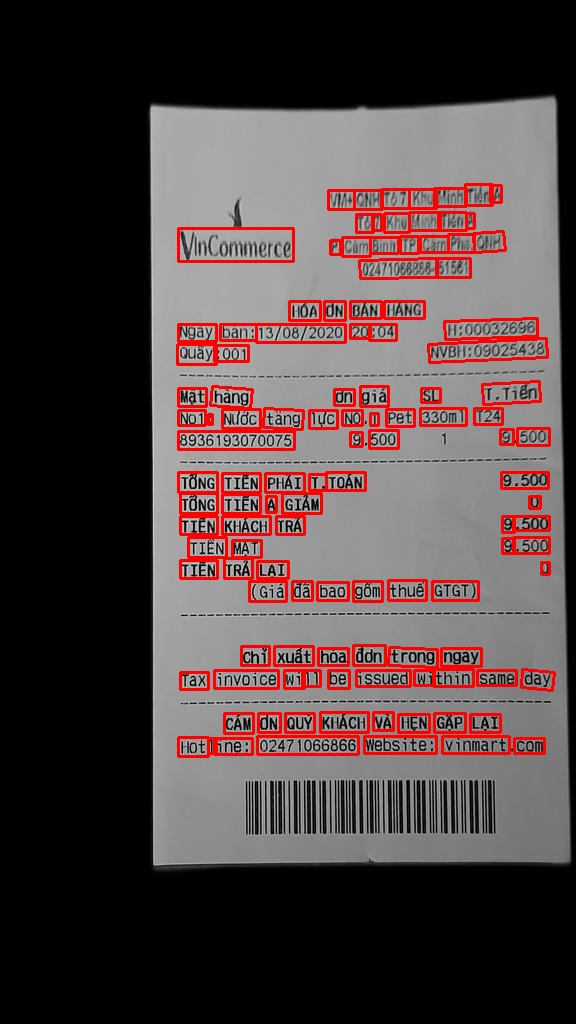 VinCommerce
VM+ QNH Tổ 7 Khu Minh Tiến A
Tổ 7 Khu Minh Tiến A
P. Cẩm Bình TP. Cẩm Phả, QNH
02471066866-51561
HÓA ĐƠN BÁN HÀNG
Ngày bán:13/08/2020 20:04 H:00032696
Quầy:001 NVBH:09025438
Mặt hàng Đơn giá SL T.Tiền
No1: Nước tăng lực NO.1 Pet 330ml T24
8936193070075 9.500 1 9.500
TỔNG TIỀN PHẢI T.TOÁN 9.500
TỔNG TIỀN ĐÃ GIẢM 0
TIỀN KHÁCH TRẢ 9.500
TIỀN MẶT 9.500
TIỀN TRẢ LẠI 0
(Giá đã bao gồm thuế GTGT)
Chỉ xuất hóa đơn trong ngày
Tax invoice will be issued within same day
CẢM ƠN QUÝ KHÁCH VÀ HẸN GẶP LẠI
Hotline: 02471066866 Website: vinmart.com